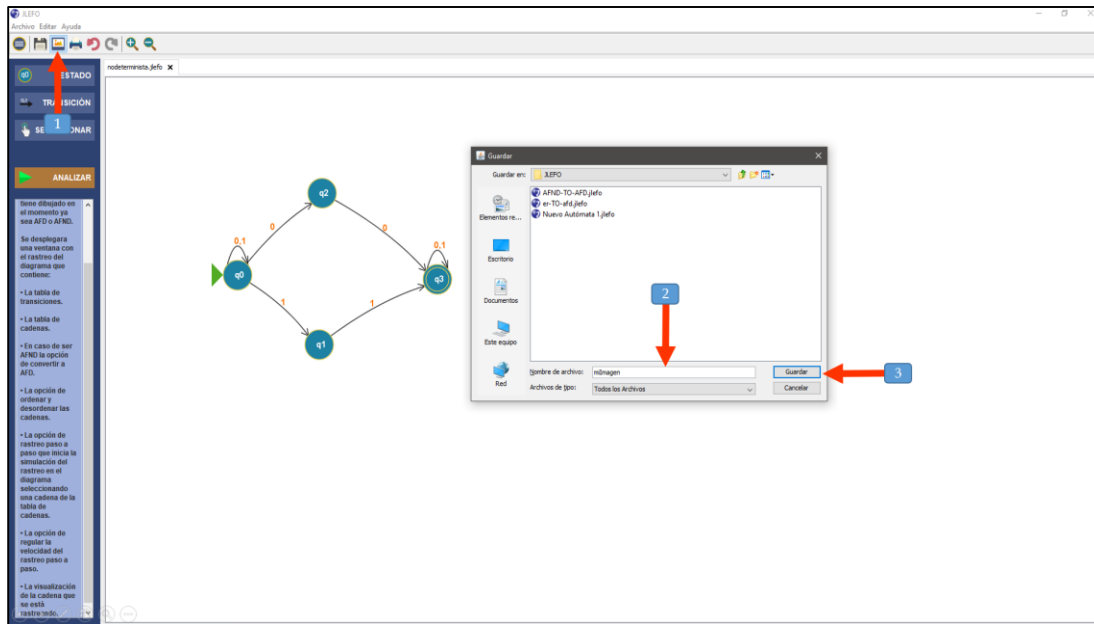 JLEFO
Archivo Editar Ayuda
nodeterminista.jlefo
q0 ESTADO
TRANSICIÓN
1
SE ONAR
ANALIZAR
tiene dibujado en
el momento ya
sea AFD o AFND.
Se desplegara
una ventana con
el rastreo del
diagrama que
contiene:
• La tabla de
transiciones.
• La tabla de
cadenas.
• En caso de ser
AFND la opción
de convertir a
AFD.
• La opción de
ordenar y
desordenar las
cadenas.
• La opción de
rastreo paso a
paso que inicia la
simulación del
rastreo en el
diagrama
seleccionando
una cadena de la
tabla de
cadenas.
• La opción de
regular la
velocidad del
rastreo paso a
paso.
• La visualización
de la cadena que
se está
rastreando.
q2
0
0
0,1
0,1
q0
q3
1
1
q1
Guardar
Guardar en: JLEFO
AFND-TO-AFD.jlefo
er-TO-afd.jlefo
Nuevo Autómata 1.jlefo
Elementos re...
Escritorio
Documentos
Este equipo
Red
2
Nombre de archivo: miImagen
Guardar
3
Archivos de tipo: Todos los Archivos
Cancelar